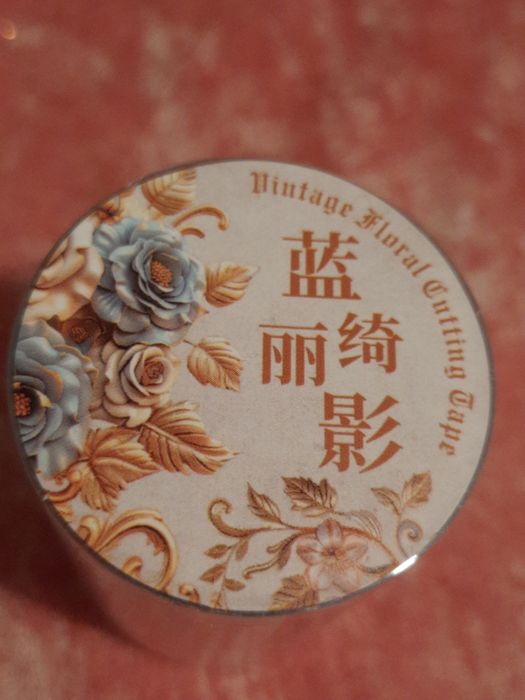 Vintage Floral Cutting Tape
蓝
绮
丽
影